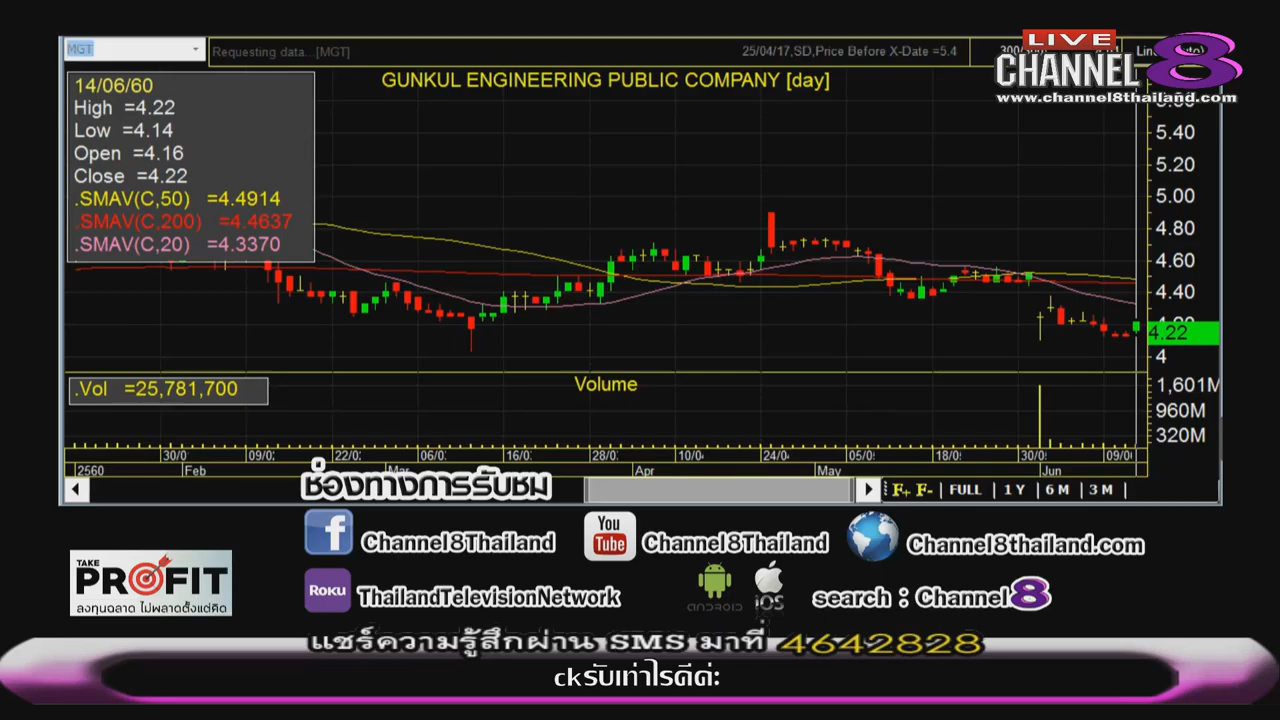 MGT
Requesting data...[MGT]
25/04/17,SD,Price Before X-Date =5.4
LIVE
CHANNEL 8
www.channel8thailand.com
GUNKUL ENGINEERING PUBLIC COMPANY [day]
14/06/60
High =4.22
Low =4.14
Open =4.16
Close =4.22
.SMAV(C,50) =4.4914
.SMAV(C,200) =4.4637
.SMAV(C,20) =4.3370
5.40
5.20
5.00
4.80
4.60
4.40
4.22
4
.Vol =25,781,700
Volume
1,601M
960M
320M
30/0 09/0 22/0 06/0 16/0 28/0 10/0 24/0 05/0 18/0 30/0 09/0
2560 Feb Mar Apr May Jun
F+ F- FULL 1 Y 6 M 3 M
ช่องทางการรับชม
Channel8Thailand
You Tube Channel8Thailand
Channel8thailand.com
TAKE
PROFIT
ลงทุนฉลาด ไม่พลาดตั้งแต่คิด
ROKU ThailandTelevisionNetwork
ANDROID iOS
search : Channel8
แชร์ความรู้สึกผ่าน SMS มาที่ 4642828
ckรับเท่าไรดีค่ะ